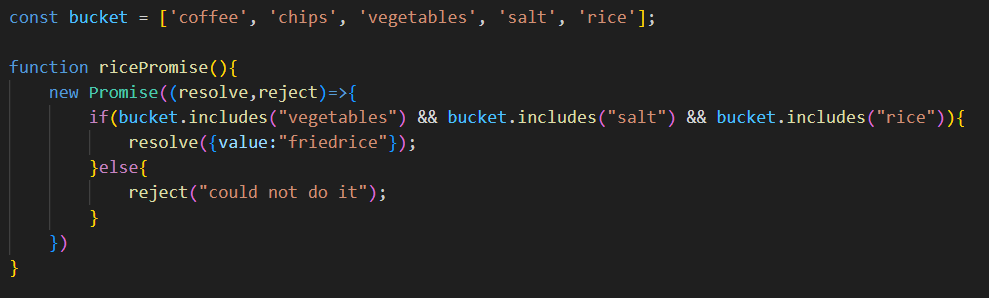 const bucket = ['coffee', 'chips', 'vegetables', 'salt', 'rice'];

function ricePromise(){
    new Promise((resolve,reject)=>{
        if(bucket.includes("vegetables") && bucket.includes("salt") && bucket.includes("rice")){
            resolve({value:"friedrice"});
        }else{
            reject("could not do it");
        }
    })
}